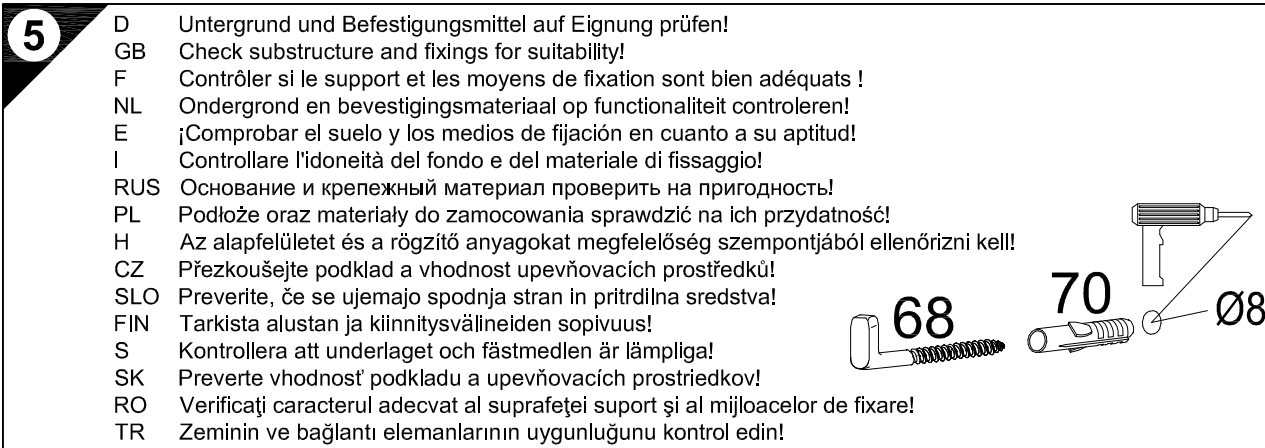 5
D Untergrund und Befestigungsmittel auf Eignung prüfen!
GB Check substructure and fixings for suitability!
F Contrôler si le support et les moyens de fixation sont bien adéquats !
NL Ondergrond en bevestigingsmateriaal op functionaliteit controleren!
E ¡Comprobar el suelo y los medios de fijación en cuanto a su aptitud!
I Controllare l'idoneità del fondo e del materiale di fissaggio!
RUS Основание и крепежный материал проверить на пригодность!
PL Podłoże oraz materiały do zamocowania sprawdzić na ich przydatność!
H Az alapfelületet és a rögzítő anyagokat megfelelőség szempontjából ellenőrizni kell!
CZ Přezkoušejte podklad a vhodnost upevňovacích prostředků!
SLO Preverite, če se ujemajo spodnja stran in pritrdilna sredstva!
FIN Tarkista alustan ja kiinnitysvälineiden sopivuus!
S Kontrollera att underlaget och fästmedlen är lämpliga!
SK Preverte vhodnosť podkladu a upevňovacích prostriedkov!
RO Verificaţi caracterul adecvat al suprafeţei suport şi al mijloacelor de fixare!
TR Zeminin ve bağlantı elemanlarının uygunluğunu kontrol edin!
68
70
Ø8